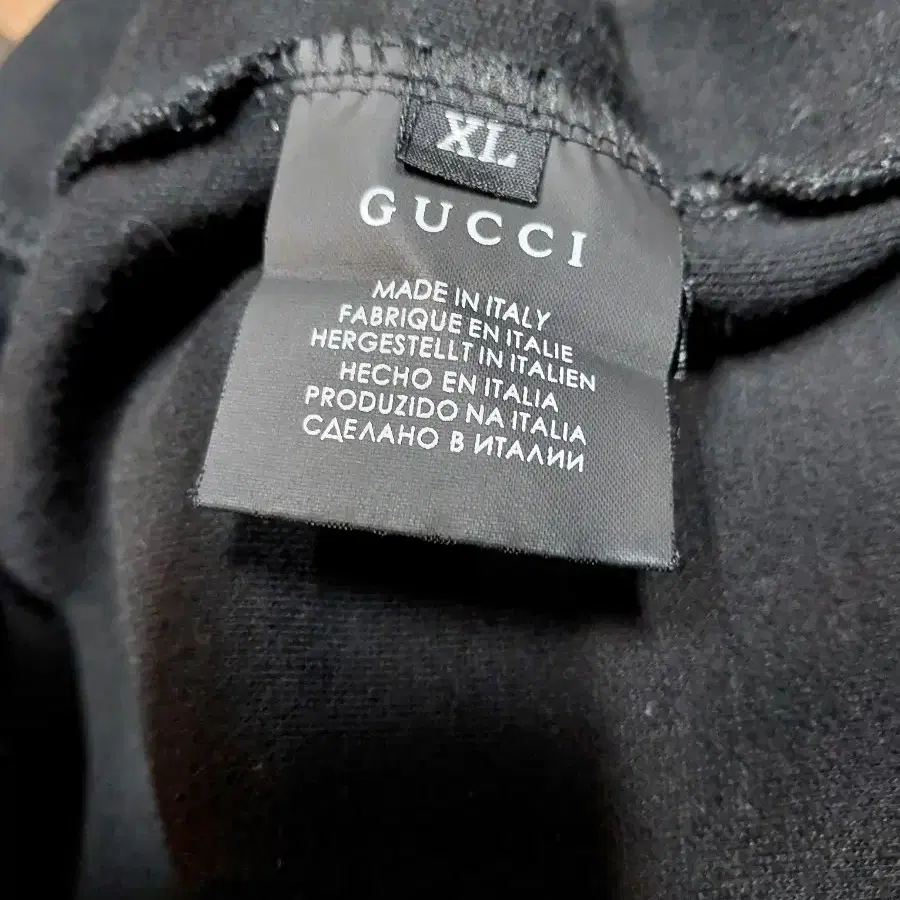 XL
GUCCI
MADE IN ITALY
FABRIQUE EN ITALIE
HERGESTELLT IN ITALIEN
HECHO EN ITALIA
PRODUZIDO NA ITALIA
СДЕЛАНО В ИТАЛИИ